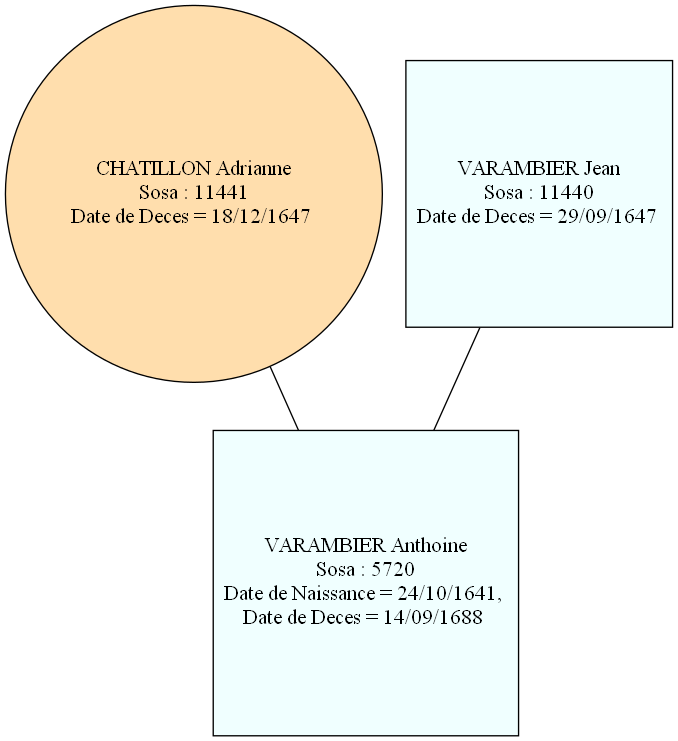 CHATILLON Adrianne
Sosa : 11441
Date de Deces = 18/12/1647
VARAMBIER Jean
Sosa : 11440
Date de Deces = 29/09/1647
VARAMBIER Anthoine
Sosa : 5720
Date de Naissance = 24/10/1641,
Date de Deces = 14/09/1688